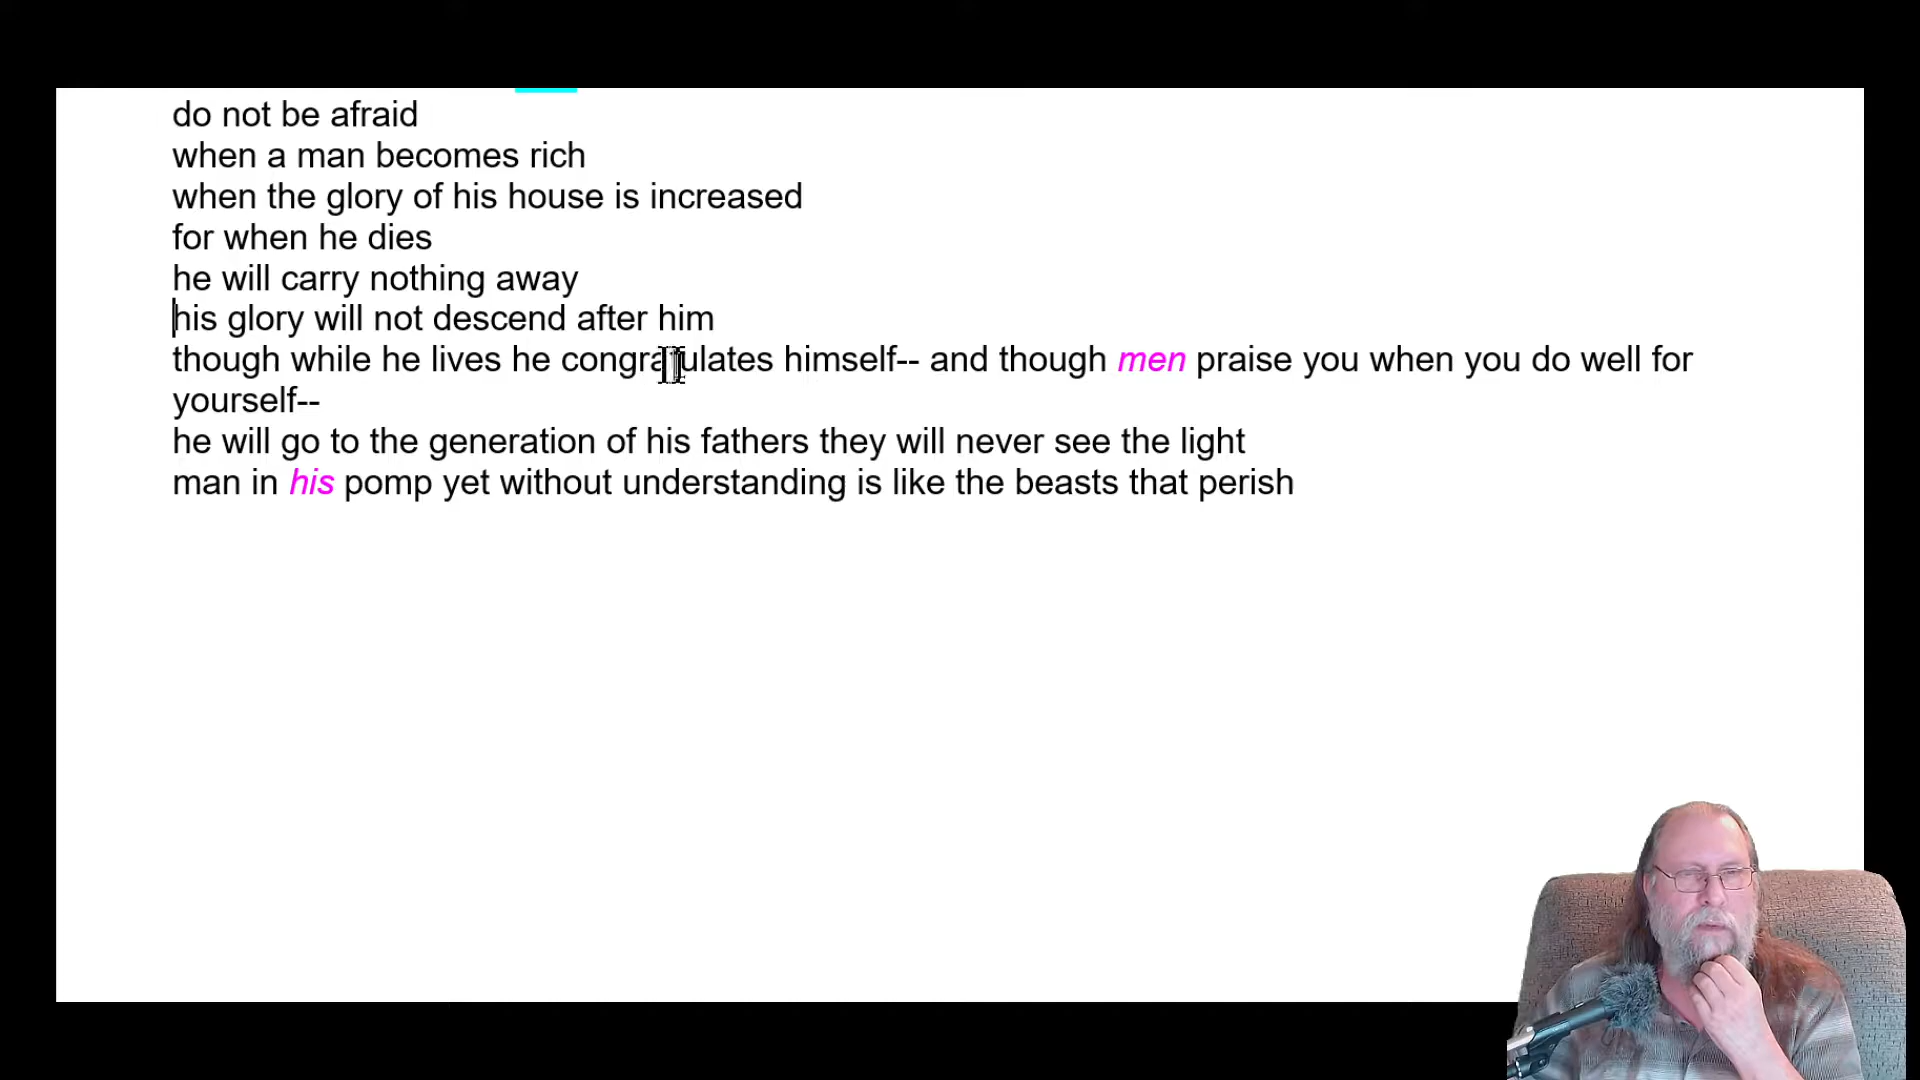 do not be afraid
when a man becomes rich
when the glory of his house is increased
for when he dies
he will carry nothing away
his glory will not descend after him
though while he lives he congratulates himself-- and though men praise you when you do well for
yourself--
he will go to the generation of his fathers they will never see the light
man in his pomp yet without understanding is like the beasts that perish